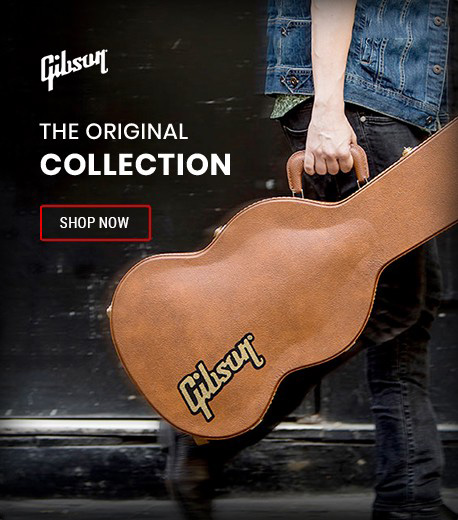 Gibson
THE ORIGINAL
COLLECTION
SHOP NOW
Gibson